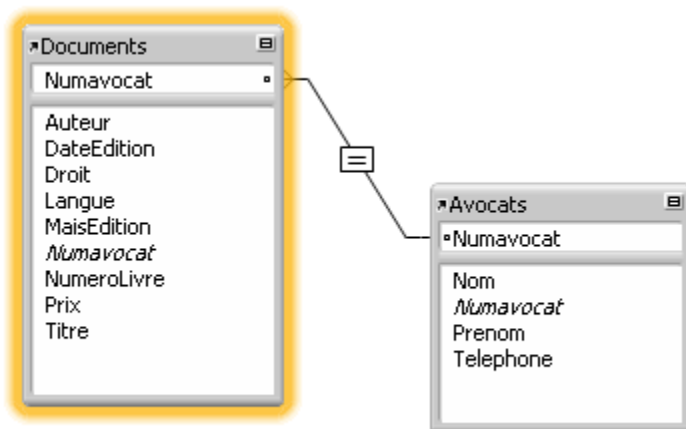 Documents
Numavocat
Auteur
DateEdition
Droit
Langue
MaisEdition
Numavocat
NumeroLivre
Prix
Titre
=
Avocats
Numavocat
Nom
Numavocat
Prenom
Telephone